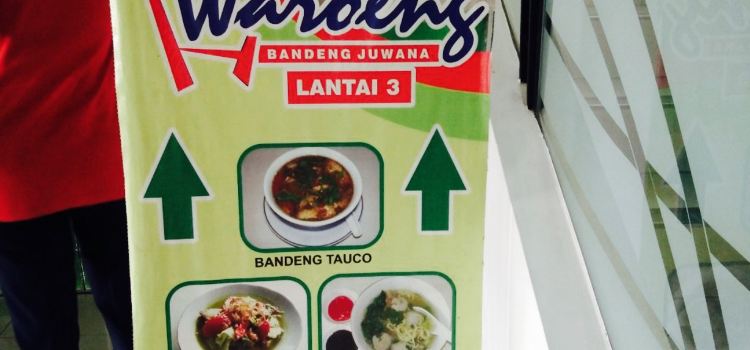 Waroeng
BANDENG JUWANA
LANTAI 3
BANDENG TAUCO